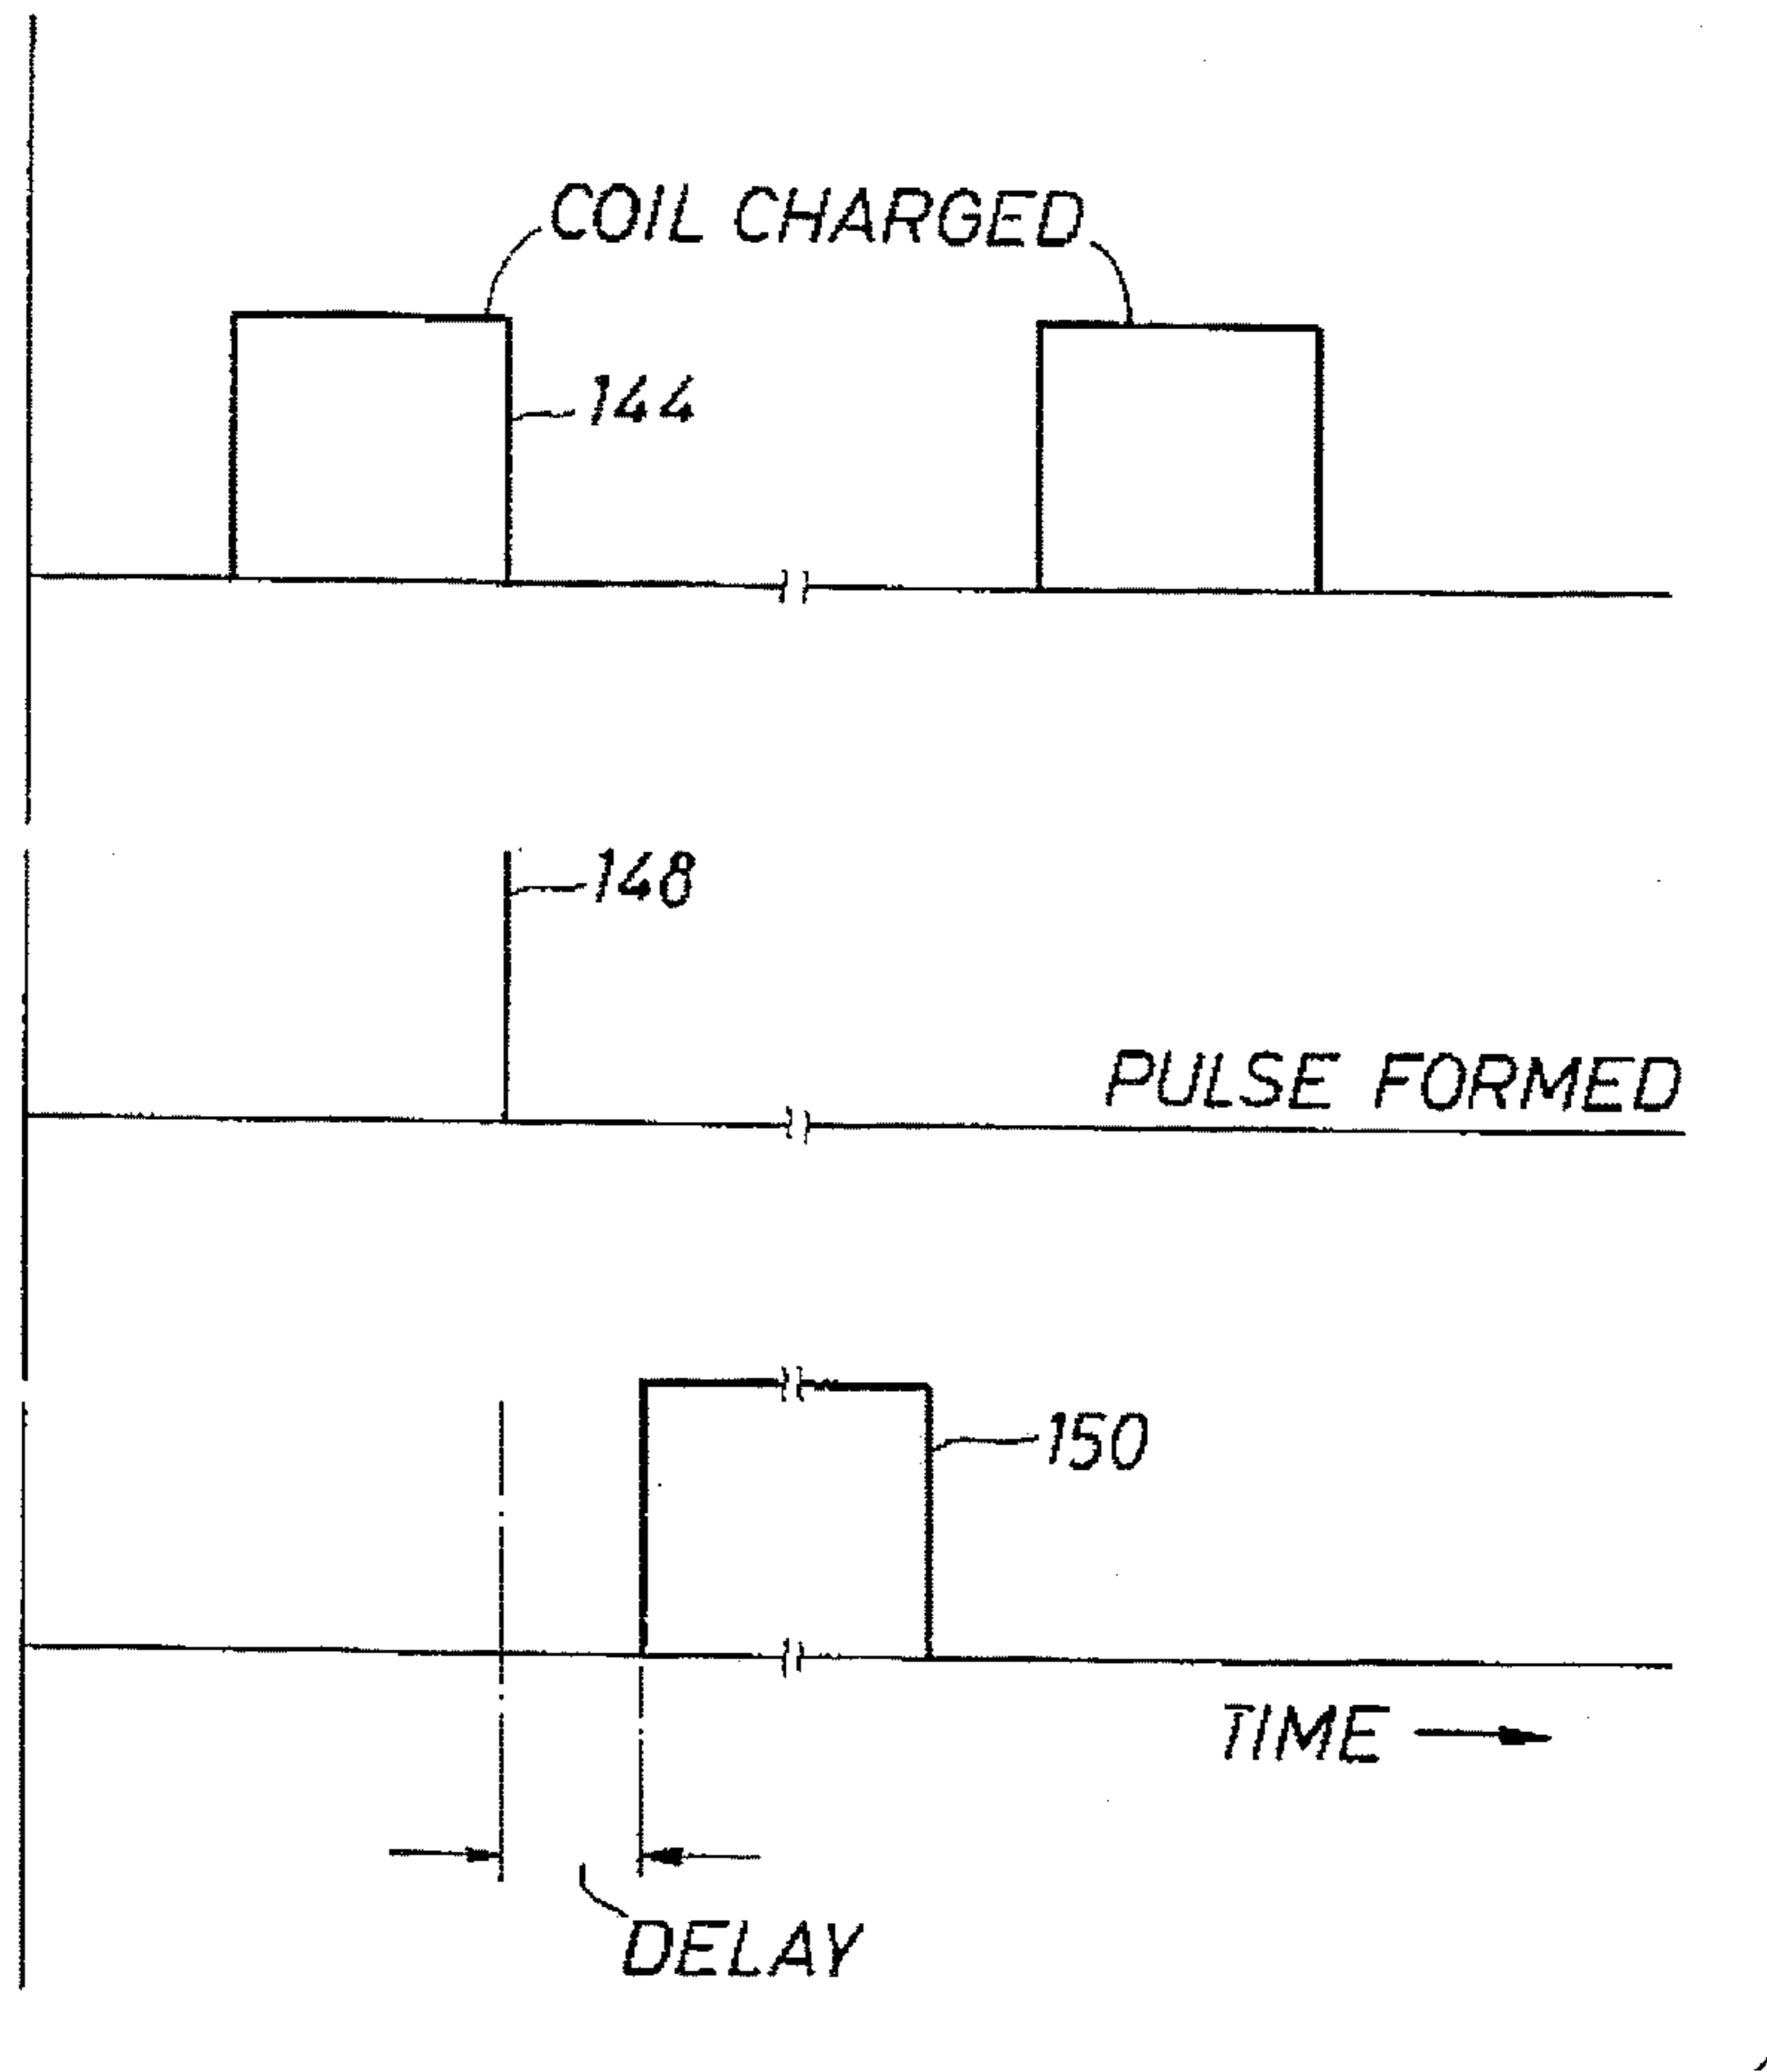 COIL CHARGED
144
148
PULSE FORMED
150
TIME
DELAY